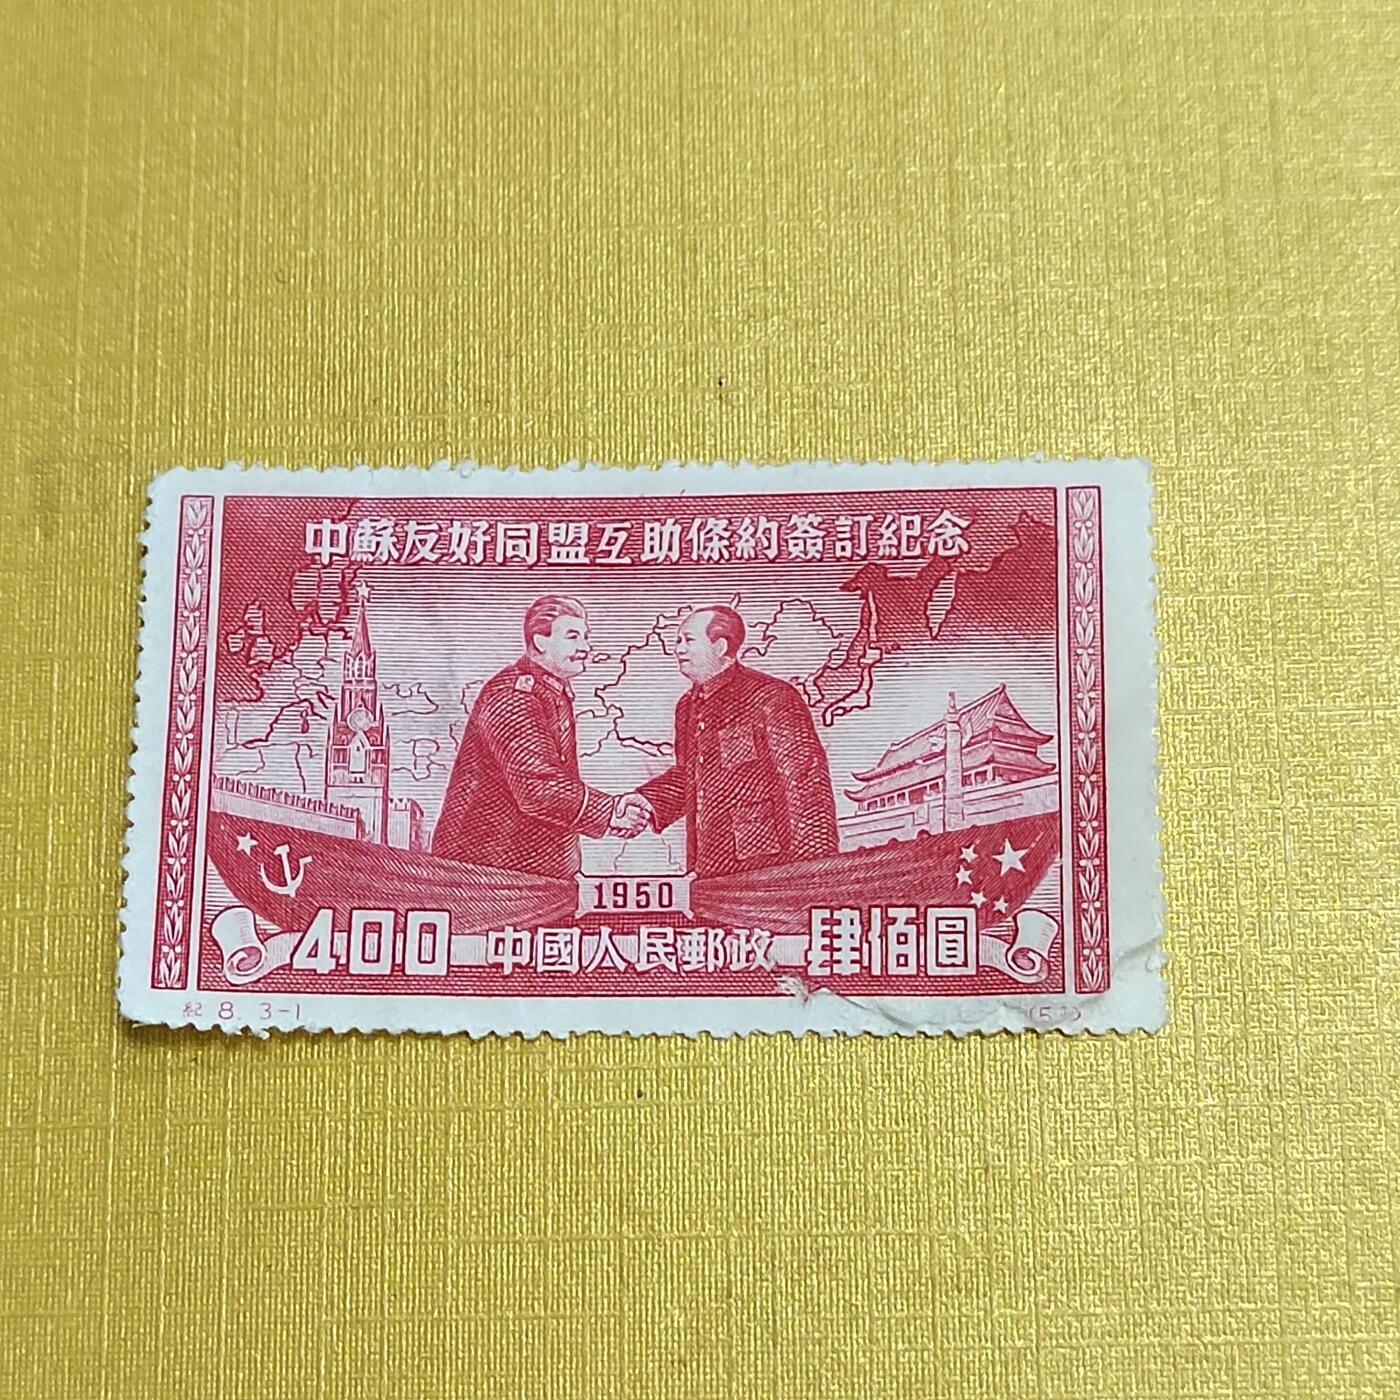 中蘇友好同盟互助條約簽訂紀念
1950
400 中國人民郵政 肆佰圓
紀 8. 3-1